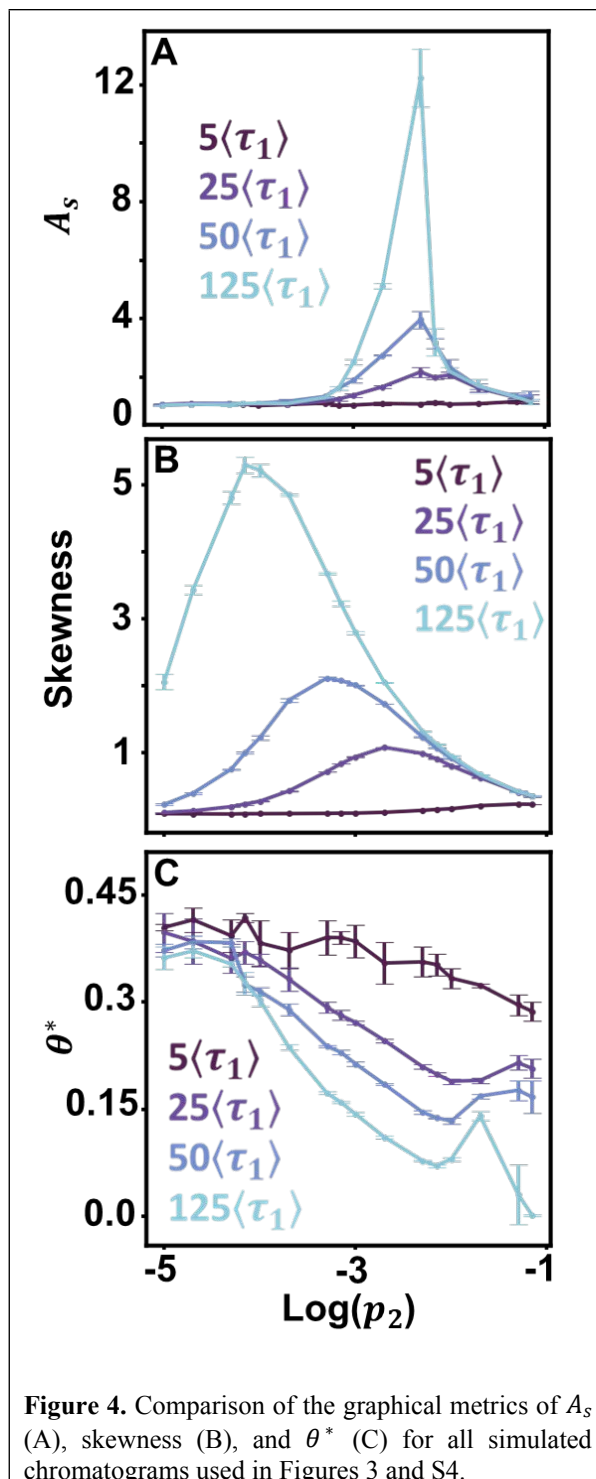 A
12
8
4
0
A_s
5⟨τ₁⟩
25⟨τ₁⟩
50⟨τ₁⟩
125⟨τ₁⟩
B
5
3
1
Skewness
5⟨τ₁⟩
25⟨τ₁⟩
50⟨τ₁⟩
125⟨τ₁⟩
C
0.45
0.3
0.15
0.0
θ*
5⟨τ₁⟩
25⟨τ₁⟩
50⟨τ₁⟩
125⟨τ₁⟩
-5 -3 -1
Log(p₂)
Figure 4. Comparison of the graphical metrics of A_s
(A), skewness (B), and θ* (C) for all simulated
chromatograms used in Figures 3 and S4.